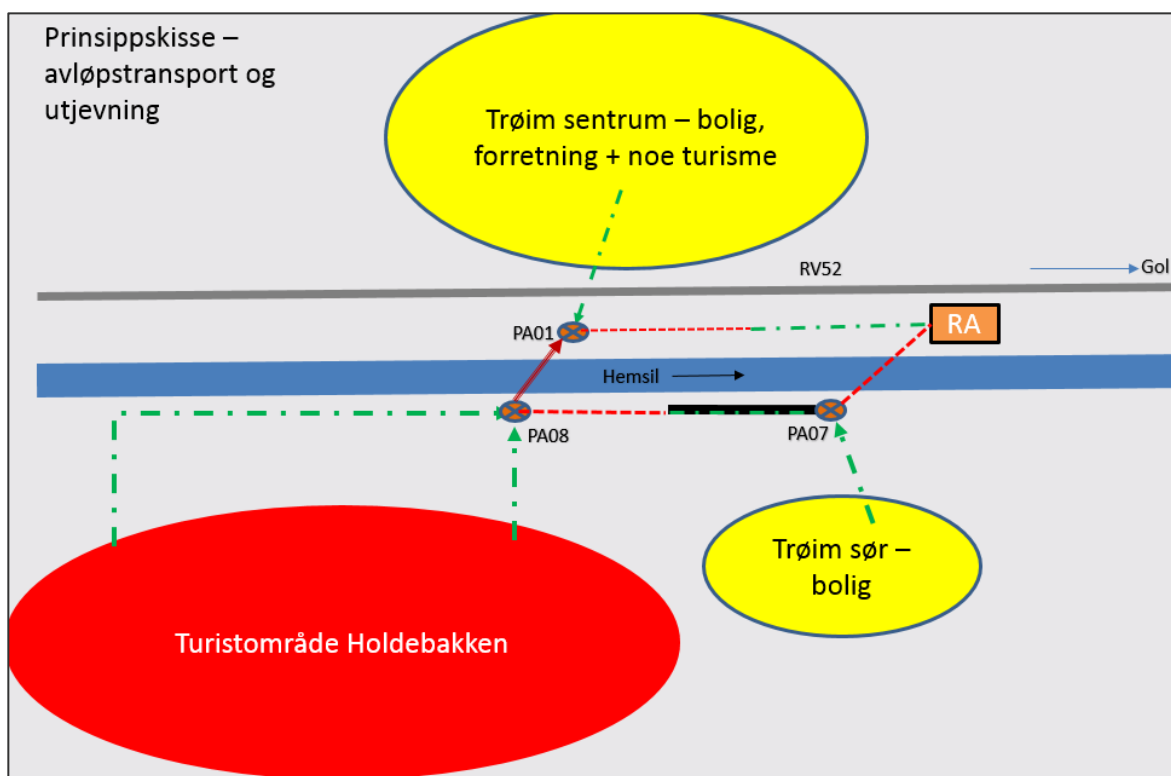 Prinsippskisse –
avløpstransport og
utjevning
Trøim sentrum – bolig,
forretning + noe turisme
RV52
Gol
PA01
RA
Hemsil
PA08
PA07
Trøim sør –
bolig
Turistområde Holdebakken